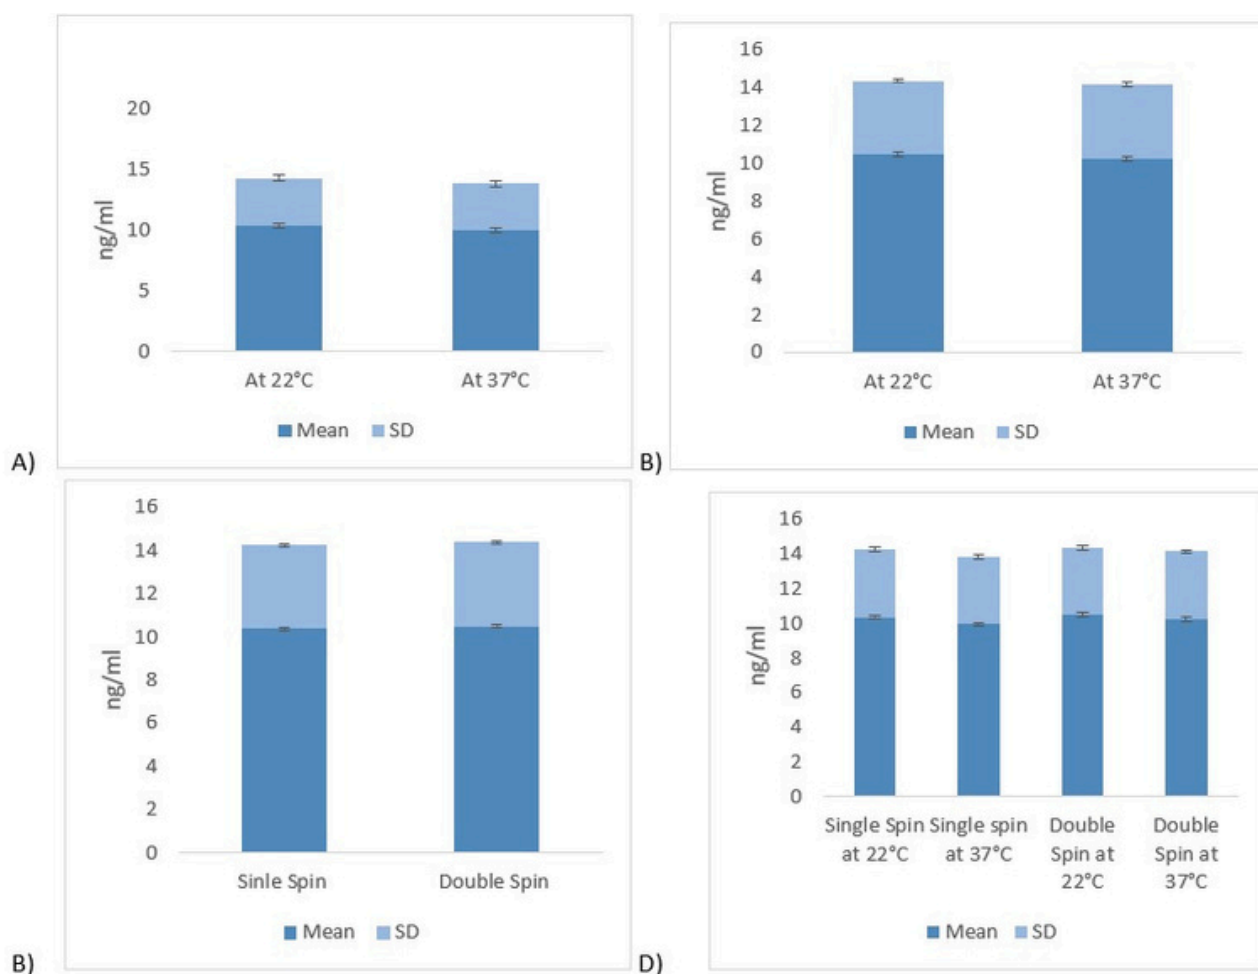 20
15
10
5
0
ng/ml
At 22°C At 37°C
Mean SD
A)
16
14
12
10
8
6
4
2
0
ng/ml
At 22°C At 37°C
Mean SD
B)
16
14
12
10
8
6
4
2
0
ng/ml
Sinle Spin Double Spin
Mean SD
B)
16
14
12
10
8
6
4
2
0
ng/ml
Single Spin Single spin Double Double
at 22°C at 37°C Spin at Spin at
22°C 37°C
Mean SD
D)